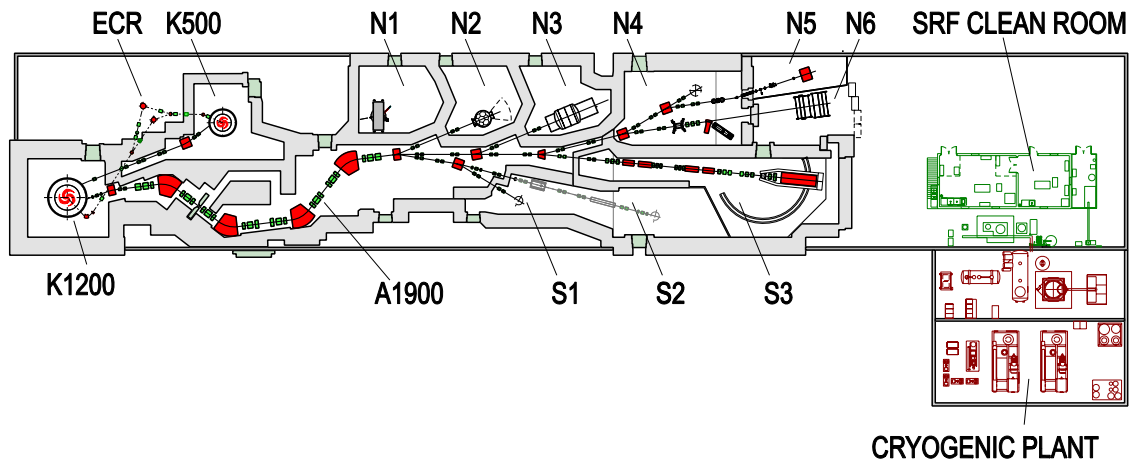 ECR K500 N1 N2 N3 N4 N5 N6 SRF CLEAN ROOM
K1200 A1900 S1 S2 S3
CRYOGENIC PLANT